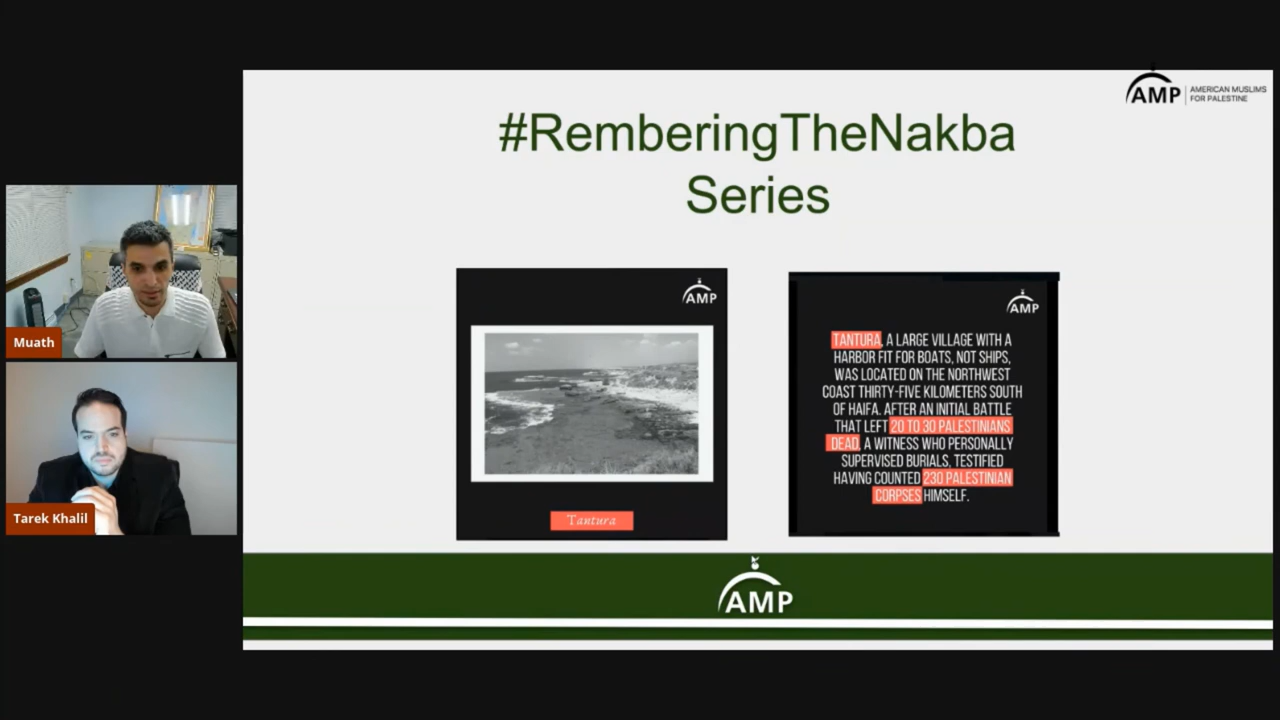 AMP AMERICAN MUSLIMS
FOR PALESTINE
#RemberingTheNakba
Series
Muath
Tarek Khalil
AMP
Tantura
AMP
TANTURA, A LARGE VILLAGE WITH A
HARBOR FIT FOR BOATS, NOT SHIPS,
WAS LOCATED ON THE NORTHWEST
COAST THIRTY-FIVE KILOMETERS SOUTH
OF HAIFA. AFTER AN INITIAL BATTLE
THAT LEFT 20 TO 30 PALESTINIANS
DEAD, A WITNESS WHO PERSONALLY
SUPERVISED BURIALS, TESTIFIED
HAVING COUNTED 230 PALESTINIAN
CORPSES HIMSELF.
AMP